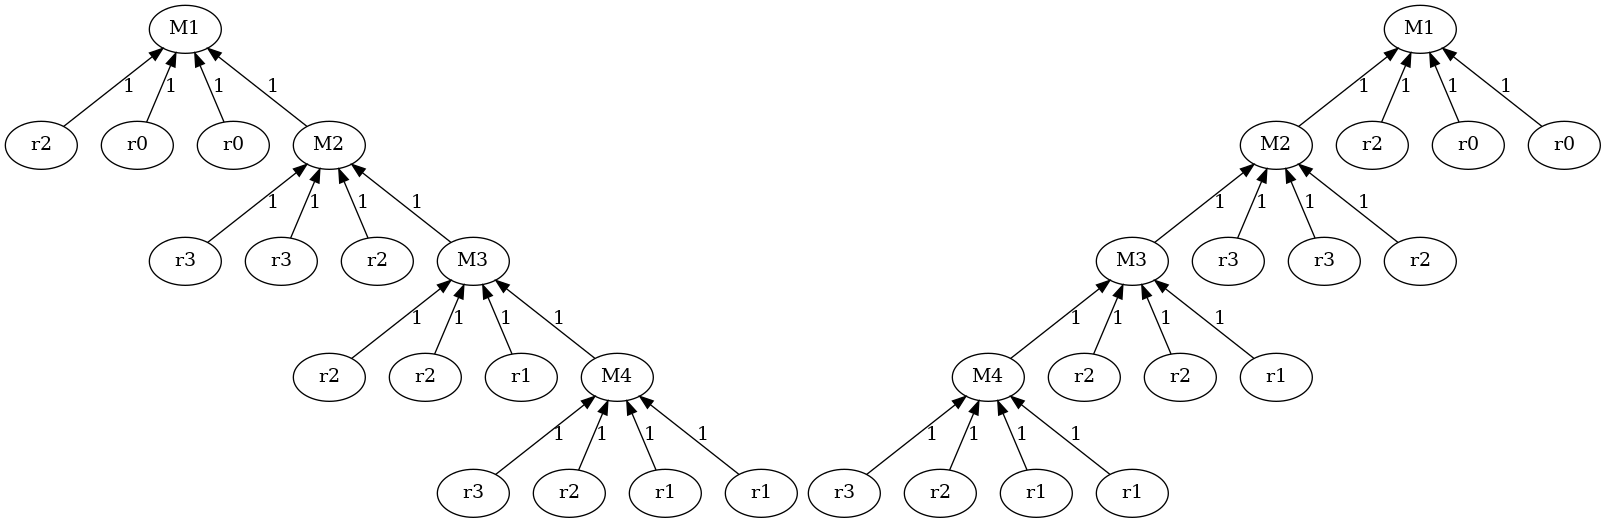 M1 M1
1 1 1 1 1 1 1 1
r2 r0 r0 M2 M2 r2 r0 r0
1 1 1 1 1 1 1 1
r3 r3 r2 M3 M3 r3 r3 r2
1 1 1 1 1 1 1 1
r2 r2 r1 M4 M4 r2 r2 r1
1 1 1 1 1 1 1 1
r3 r2 r1 r1 r3 r2 r1 r1